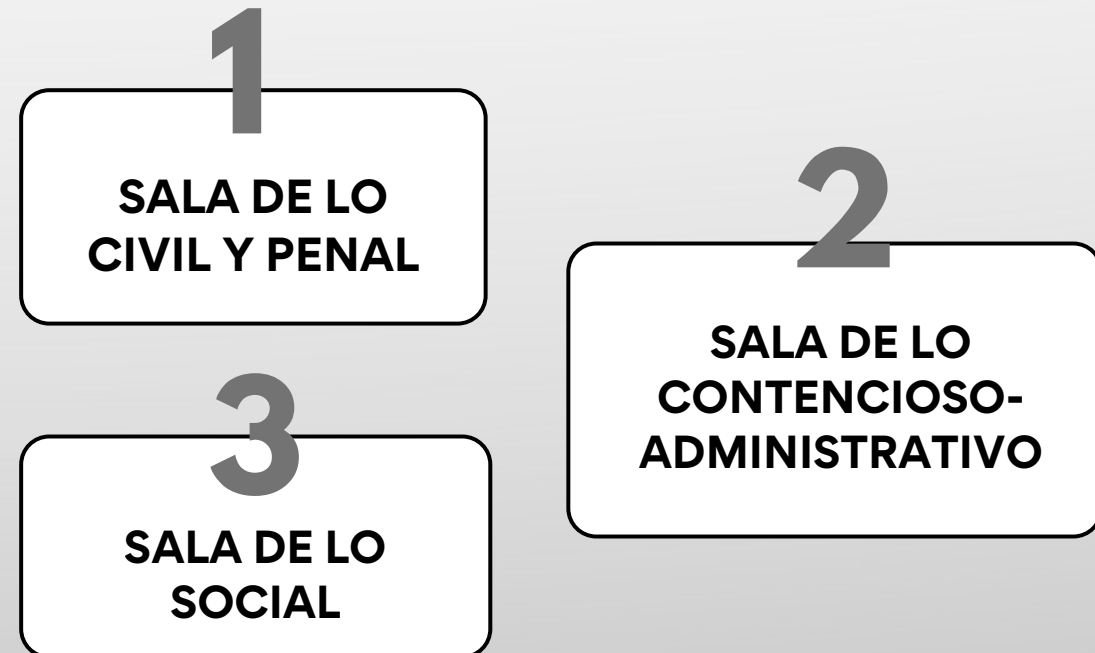 1
SALA DE LO
CIVIL Y PENAL
2
SALA DE LO
CONTENCIOSO-
ADMINISTRATIVO
3
SALA DE LO
SOCIAL